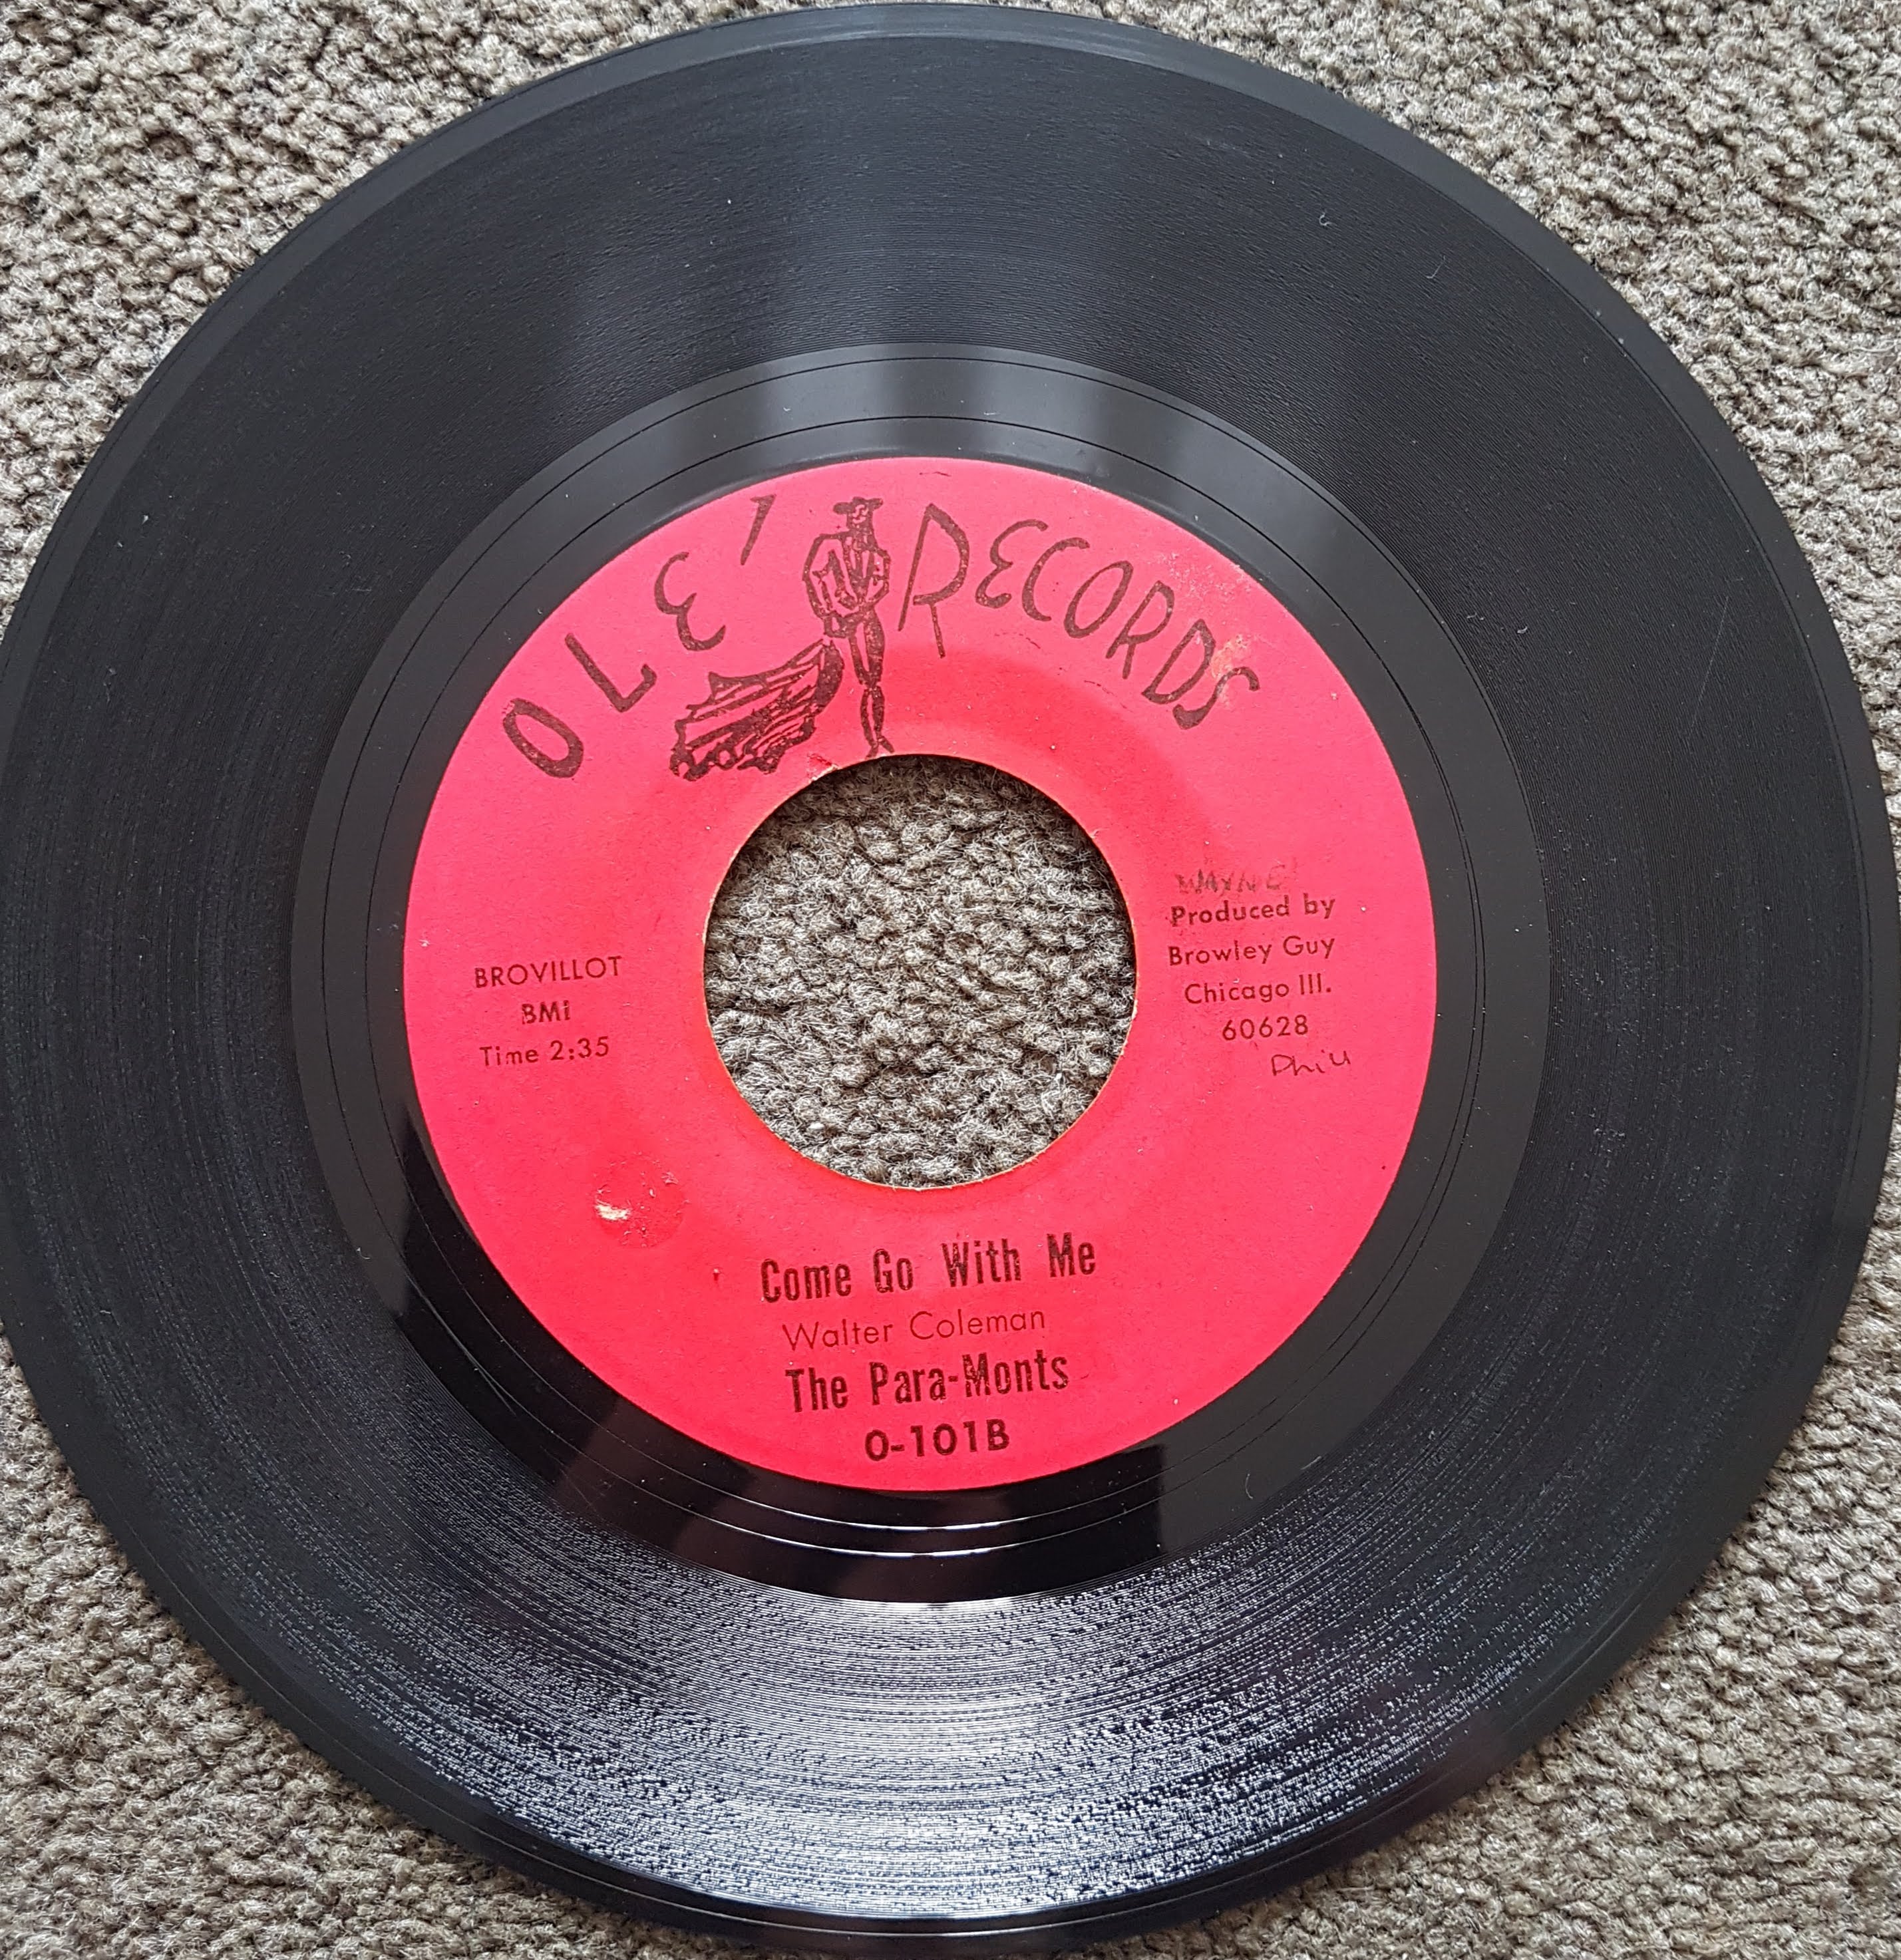 OLE' RECORDS
BROVILLOT
BMi
Time 2:35
WAYNE
Produced by
Browley Guy
Chicago Ill.
60628
Phil
Come Go With Me
Walter Coleman
The Para-Monts
O-101B